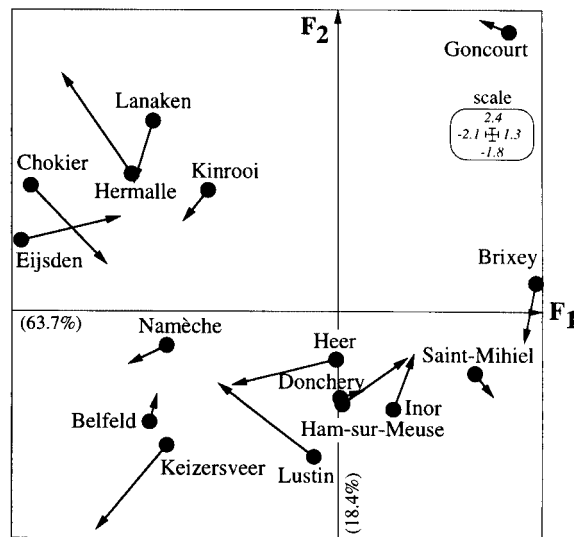 F2
Goncourt
Lanaken
scale
2.4
-2.1 1.3
-1.8
Chokier
Kinrooi
Hermalle
Eijsden
Brixey
(63.7%)
F1
Namèche
Heer
Saint-Mihiel
Donchery
Belfeld
Inor
Ham-sur-Meuse
Keizersveer
Lustin
(18.4%)